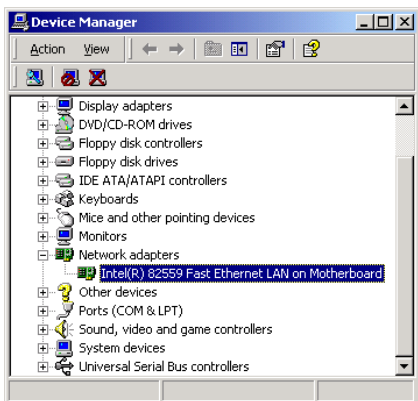 Device Manager
Action View
Display adapters
DVD/CD-ROM drives
Floppy disk controllers
Floppy disk drives
IDE ATA/ATAPI controllers
Keyboards
Mice and other pointing devices
Monitors
Network adapters
Intel(R) 82559 Fast Ethernet LAN on Motherboard
Other devices
Ports (COM & LPT)
Sound, video and game controllers
System devices
Universal Serial Bus controllers